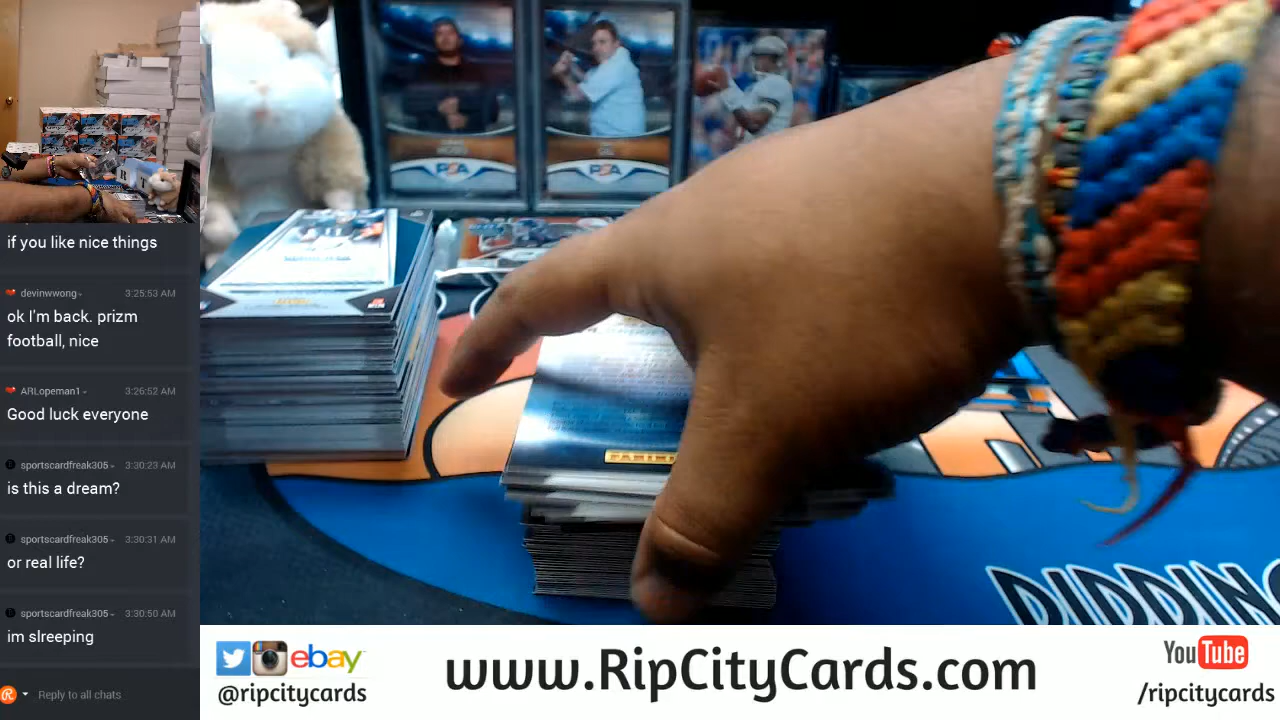 if you like nice things
devinwwong
3:25:53 AM
ok I'm back. prizm
football, nice
ARLopeman1
3:26:52 AM
Good luck everyone
sportscardfreak305
3:30:23 AM
is this a dream?
sportscardfreak305
3:30:31 AM
or real life?
sportscardfreak305
3:30:50 AM
im slreeping
Reply to all chats
PSA
PSA
PANINI
RIPPING
ebay
@ripcitycards
www.RipCityCards.com
YouTube
/ripcitycards